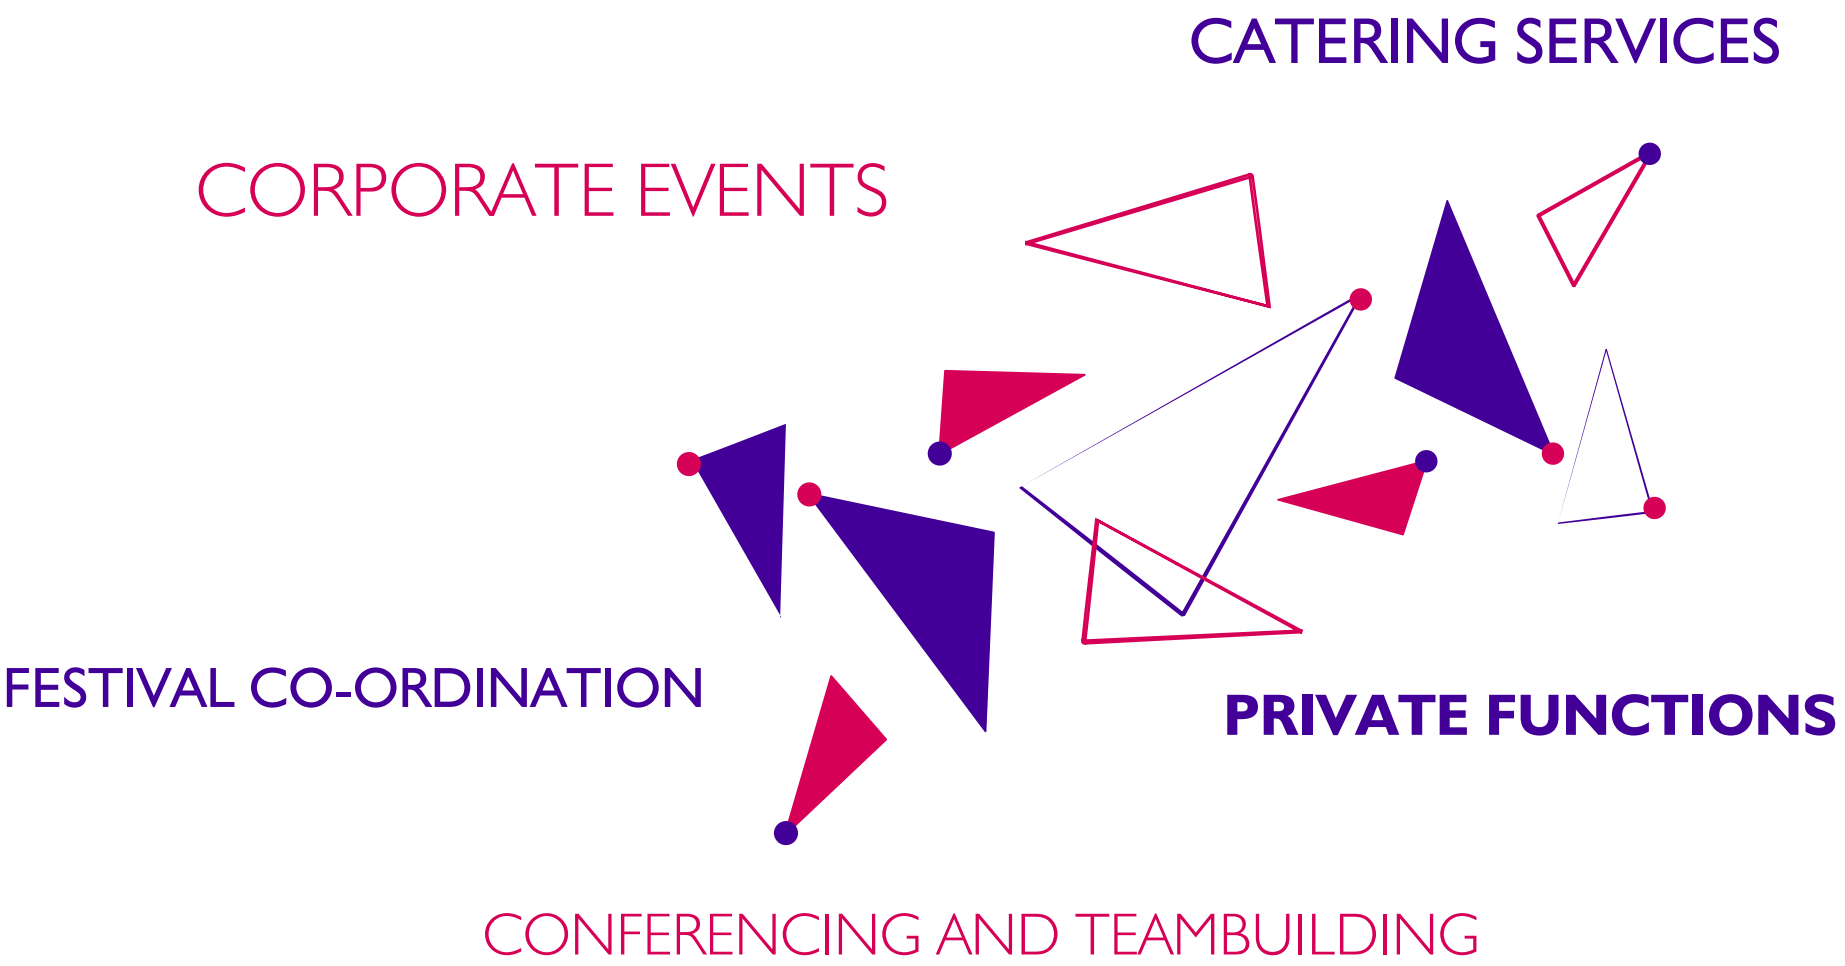 CATERING SERVICES
CORPORATE EVENTS
FESTIVAL CO-ORDINATION
PRIVATE FUNCTIONS
CONFERENCING AND TEAMBUILDING